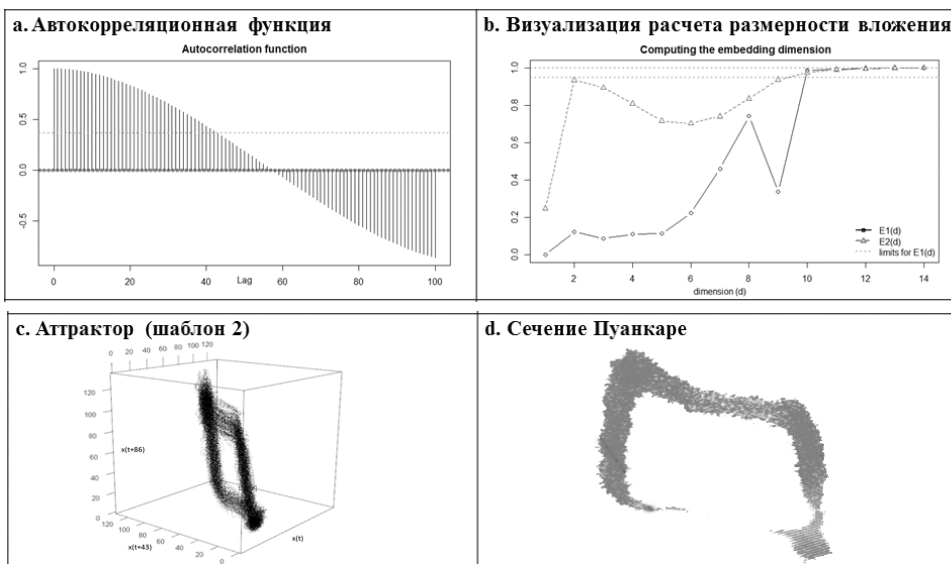 a. Автокорреляционная функция
Autocorrelation function
1.0
0.5
0.0
-0.5
0 20 40 60 80 100
Lag
b. Визуализация расчета размерности вложения
Computing the embedding dimension
1.0
0.8
0.6
0.4
0.2
0.0
E1(d)
E2(d)
limits for E1(d)
2 4 6 8 10 12 14
dimension (d)
c. Аттрактор (шаблон 2)
0 20 40 60 80 100 120
120
100
80
60
40
20
0
x(t+86)
120 100 80 60 40 20 0
x(t+43)
x(t)
d. Сечение Пуанкаре